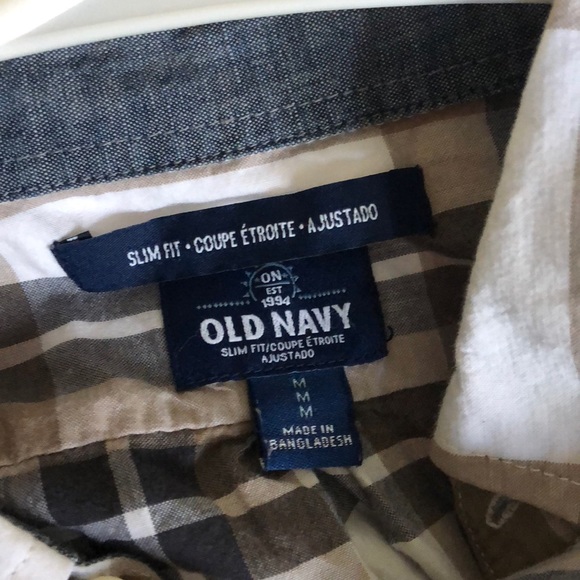 SLIM FIT • COUPE ÉTROITE • AJUSTADO
ON
EST
1994
OLD NAVY
SLIM FIT/COUPE ÉTROITE
AJUSTADO
M
M
M
MADE IN
BANGLADESH